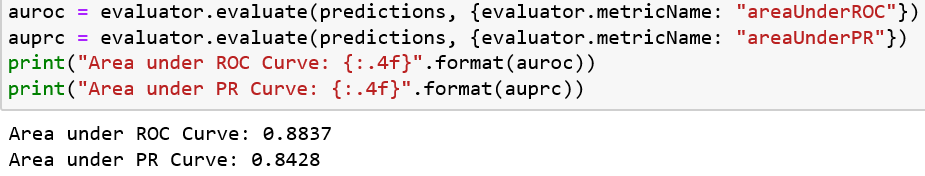 auroc = evaluator.evaluate(predictions, {evaluator.metricName: "areaUnderROC"})
auprc = evaluator.evaluate(predictions, {evaluator.metricName: "areaUnderPR"})
print("Area under ROC Curve: {:.4f}".format(auroc))
print("Area under PR Curve: {:.4f}".format(auprc))
Area under ROC Curve: 0.8837
Area under PR Curve: 0.8428